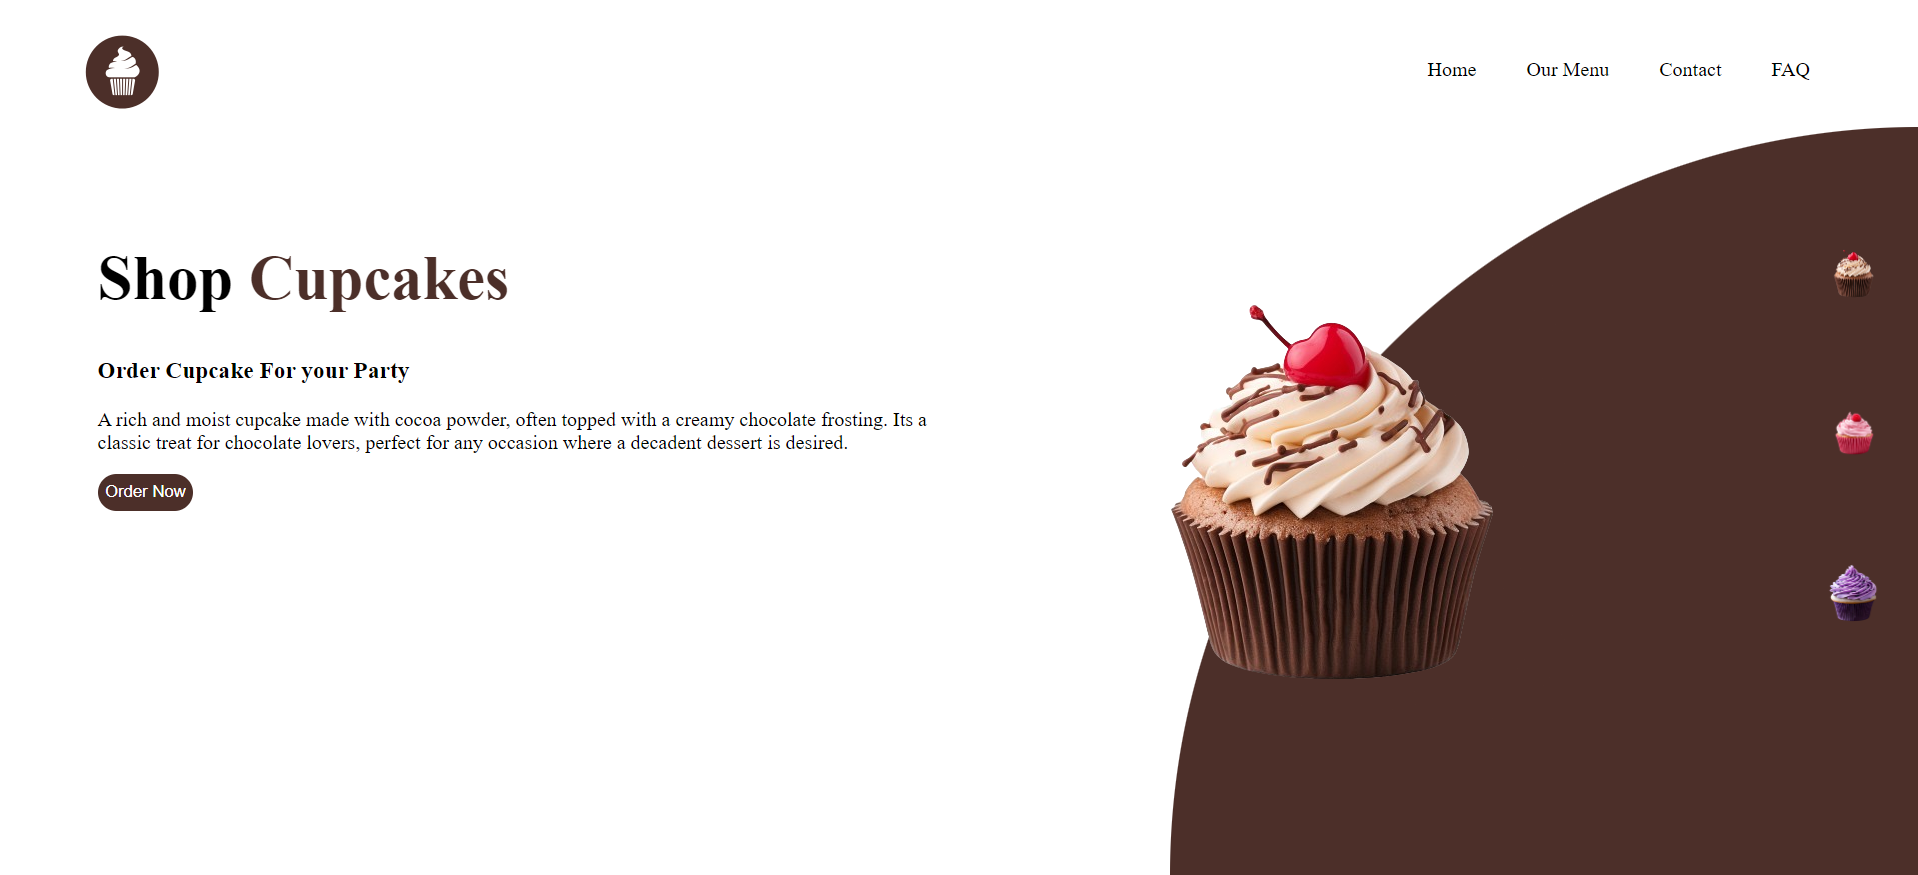 Home Our Menu Contact FAQ
Shop Cupcakes
Order Cupcake For your Party
A rich and moist cupcake made with cocoa powder, often topped with a creamy chocolate frosting. Its a
classic treat for chocolate lovers, perfect for any occasion where a decadent dessert is desired.
Order Now